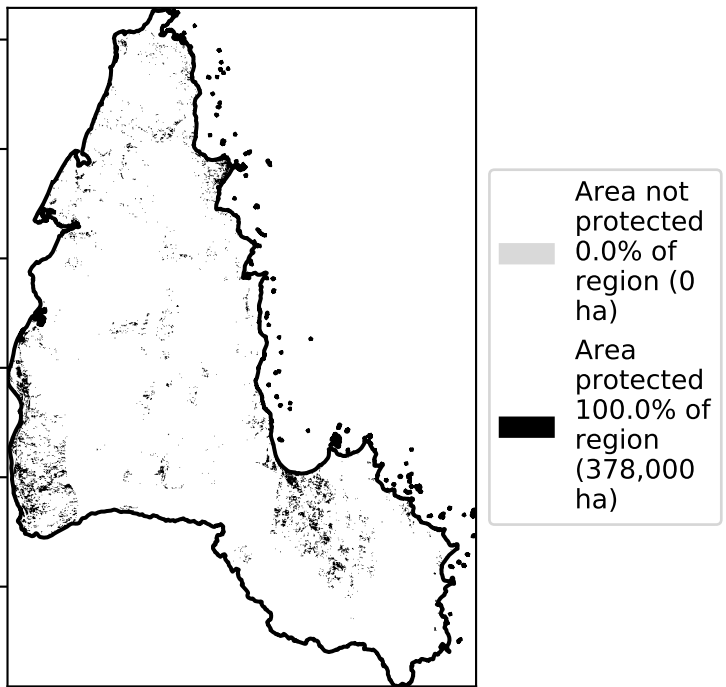 Area not
protected
0.0% of
region (0
ha)
Area
protected
100.0% of
region
(378,000
ha)